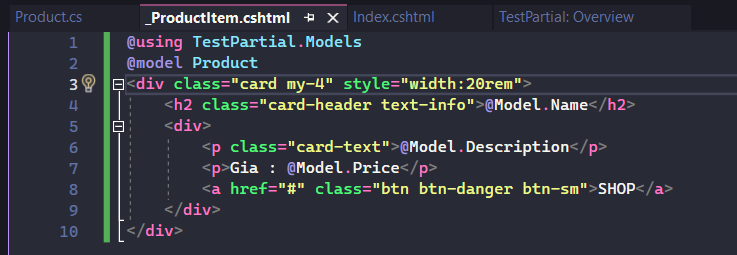 Product.cs _ProductItem.cshtml Index.cshtml TestPartial: Overview
1 @using TestPartial.Models
2 @model Product
3 <div class="card my-4" style="width:20rem">
4 <h2 class="card-header text-info">@Model.Name</h2>
5 <div>
6 <p class="card-text">@Model.Description</p>
7 <p>Gia : @Model.Price</p>
8 <a href="#" class="btn btn-danger btn-sm">SHOP</a>
9 </div>
10 </div>